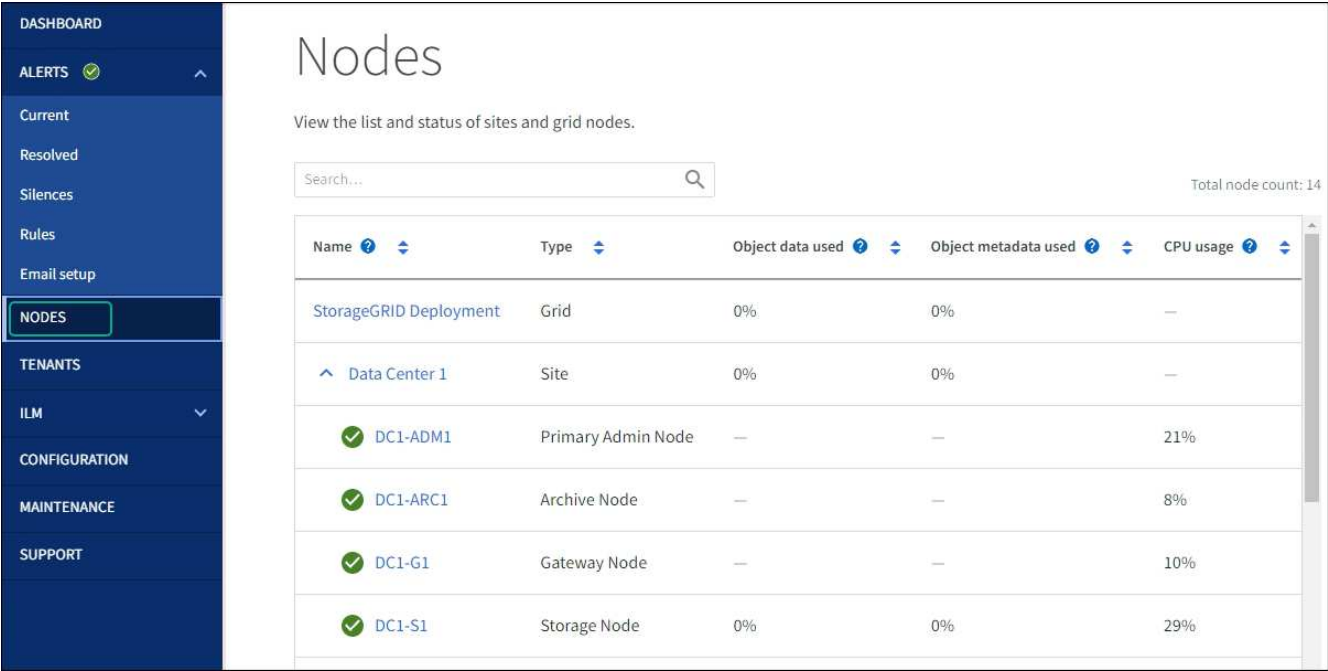 DASHBOARD
ALERTS
Current
Resolved
Silences
Rules
Email setup
NODES
TENANTS
ILM
CONFIGURATION
MAINTENANCE
SUPPORT
Nodes
View the list and status of sites and grid nodes.
Search...
Total node count: 14
Name ? Type Object data used ? Object metadata used ? CPU usage ?
StorageGRID Deployment Grid 0% 0% —
Data Center 1 Site 0% 0% —
DC1-ADM1 Primary Admin Node — — 21%
DC1-ARC1 Archive Node — — 8%
DC1-G1 Gateway Node — — 10%
DC1-S1 Storage Node 0% 0% 29%